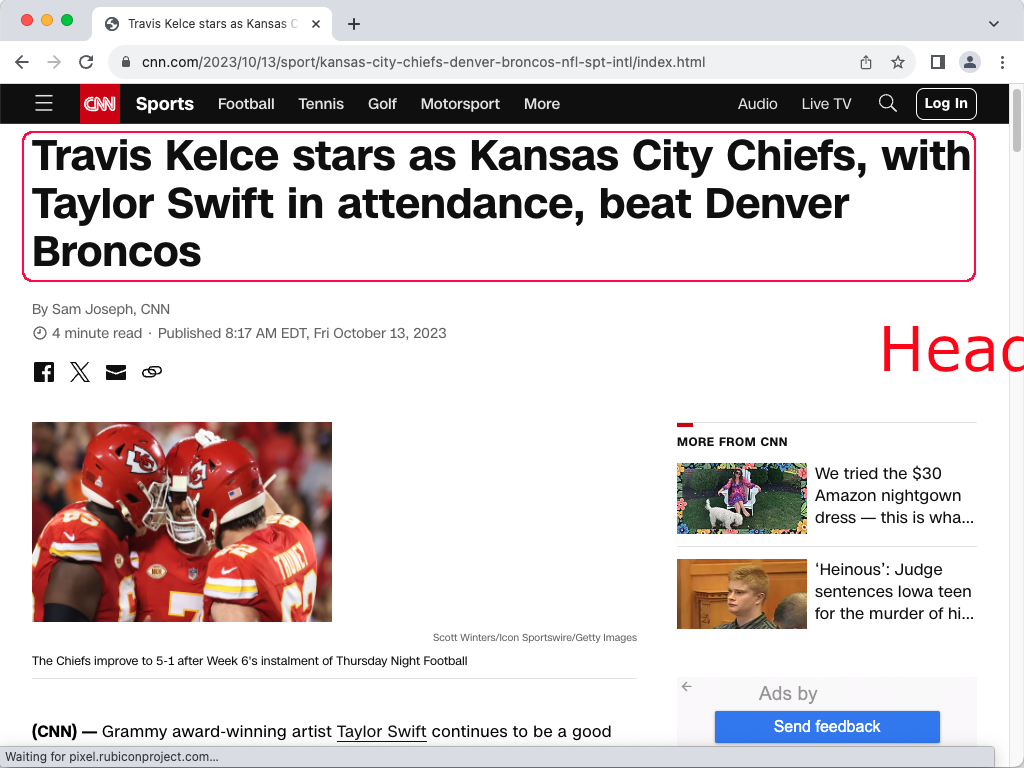 Travis Kelce stars as Kansas C
cnn.com/2023/10/13/sport/kansas-city-chiefs-denver-broncos-nfl-spt-intl/index.html
CNN Sports Football Tennis Golf Motorsport More Audio Live TV Log In
Travis Kelce stars as Kansas City Chiefs, with
Taylor Swift in attendance, beat Denver
Broncos
By Sam Joseph, CNN
4 minute read · Published 8:17 AM EDT, Fri October 13, 2023
Head
THUNEY
62
Scott Winters/Icon Sportswire/Getty Images
The Chiefs improve to 5-1 after Week 6's instalment of Thursday Night Football
(CNN) — Grammy award-winning artist Taylor Swift continues to be a good
MORE FROM CNN
We tried the $30
Amazon nightgown
dress — this is wha...
‘Heinous’: Judge
sentences Iowa teen
for the murder of hi...
Ads by
Send feedback
Waiting for pixel.rubiconproject.com...